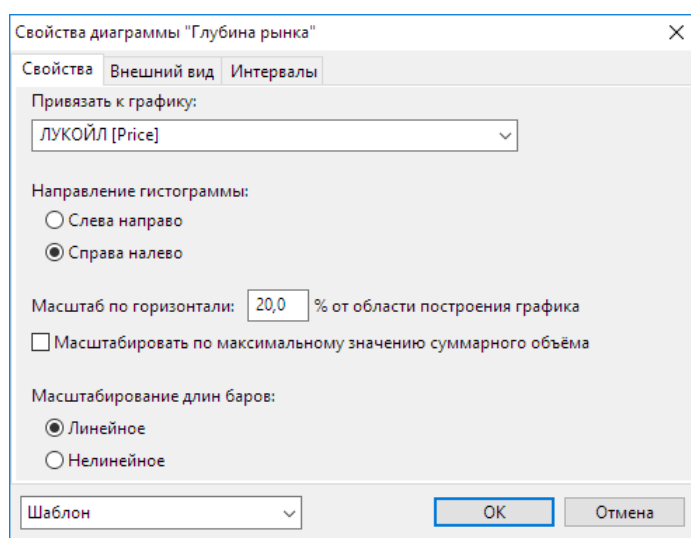 Свойства диаграммы "Глубина рынка"
Свойства Внешний вид Интервалы
Привязать к графику:
ЛУКОЙЛ [Price]
Направление гистограммы:
Слева направо
Справа налево
Масштаб по горизонтали: 20,0 % от области построения графика
Масштабировать по максимальному значению суммарного объёма
Масштабирование длин баров:
Линейное
Нелинейное
Шаблон OK Отмена